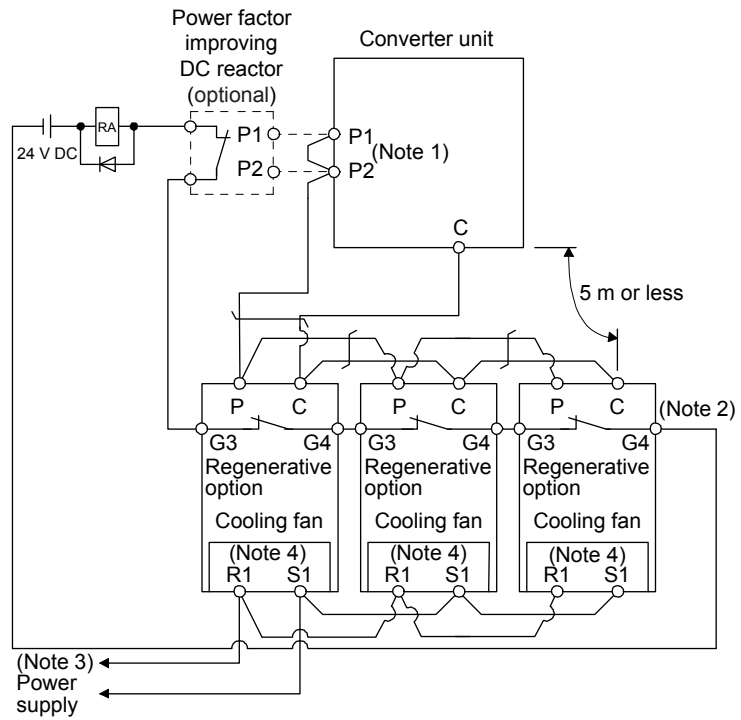 Power factor
improving
DC reactor
(optional)
Converter unit
RA
24 V DC
P1
P2
P1
(Note 1)
P2
C
5 m or less
P
C
P
C
P
C
(Note 2)
G3
G4
G3
G4
G3
G4
Regenerative
option
Regenerative
option
Regenerative
option
Cooling fan
Cooling fan
Cooling fan
(Note 4)
(Note 4)
(Note 4)
R1
S1
R1
S1
R1
S1
(Note 3)
Power
supply